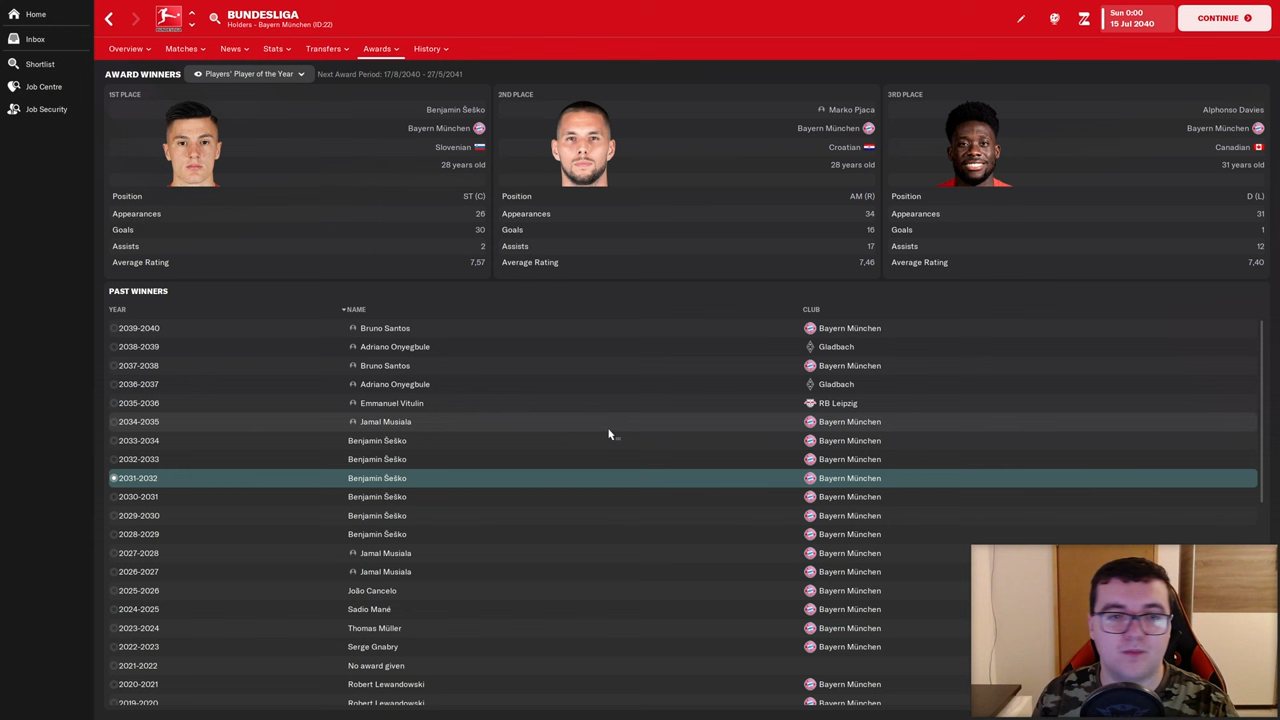 Home
Inbox
Shortlist
Job Centre
Job Security
BUNDESLIGA
Holders - Bayern München (ID:22)
Sun 0:00
15 Jul 2040
CONTINUE
Overview
Matches
News
Stats
Transfers
Awards
History
AWARD WINNERS
Players' Player of the Year
Next Award Period: 17/8/2040 - 27/5/2041
1ST PLACE
Benjamin Šeško
Bayern München
Slovenian
28 years old
Position ST (C)
Appearances 26
Goals 30
Assists 2
Average Rating 7,57
2ND PLACE
Marko Pjaca
Bayern München
Croatian
28 years old
Position AM (R)
Appearances 34
Goals 16
Assists 17
Average Rating 7,46
3RD PLACE
Alphonso Davies
Bayern München
Canadian
31 years old
Position D (L)
Appearances 31
Goals 1
Assists 12
Average Rating 7,40
PAST WINNERS
YEAR NAME CLUB
2039-2040 Bruno Santos Bayern München
2038-2039 Adriano Onyegbule Gladbach
2037-2038 Bruno Santos Bayern München
2036-2037 Adriano Onyegbule Gladbach
2035-2036 Emmanuel Vitulin RB Leipzig
2034-2035 Jamal Musiala Bayern München
2033-2034 Benjamin Šeško Bayern München
2032-2033 Benjamin Šeško Bayern München
2031-2032 Benjamin Šeško Bayern München
2030-2031 Benjamin Šeško Bayern München
2029-2030 Benjamin Šeško Bayern München
2028-2029 Benjamin Šeško Bayern München
2027-2028 Jamal Musiala Bayern München
2026-2027 Jamal Musiala Bayern München
2025-2026 João Cancelo Bayern München
2024-2025 Sadio Mané Bayern München
2023-2024 Thomas Müller Bayern München
2022-2023 Serge Gnabry Bayern München
2021-2022 No award given
2020-2021 Robert Lewandowski Bayern München
2019-2020 Robert Lewandowski Bayern München